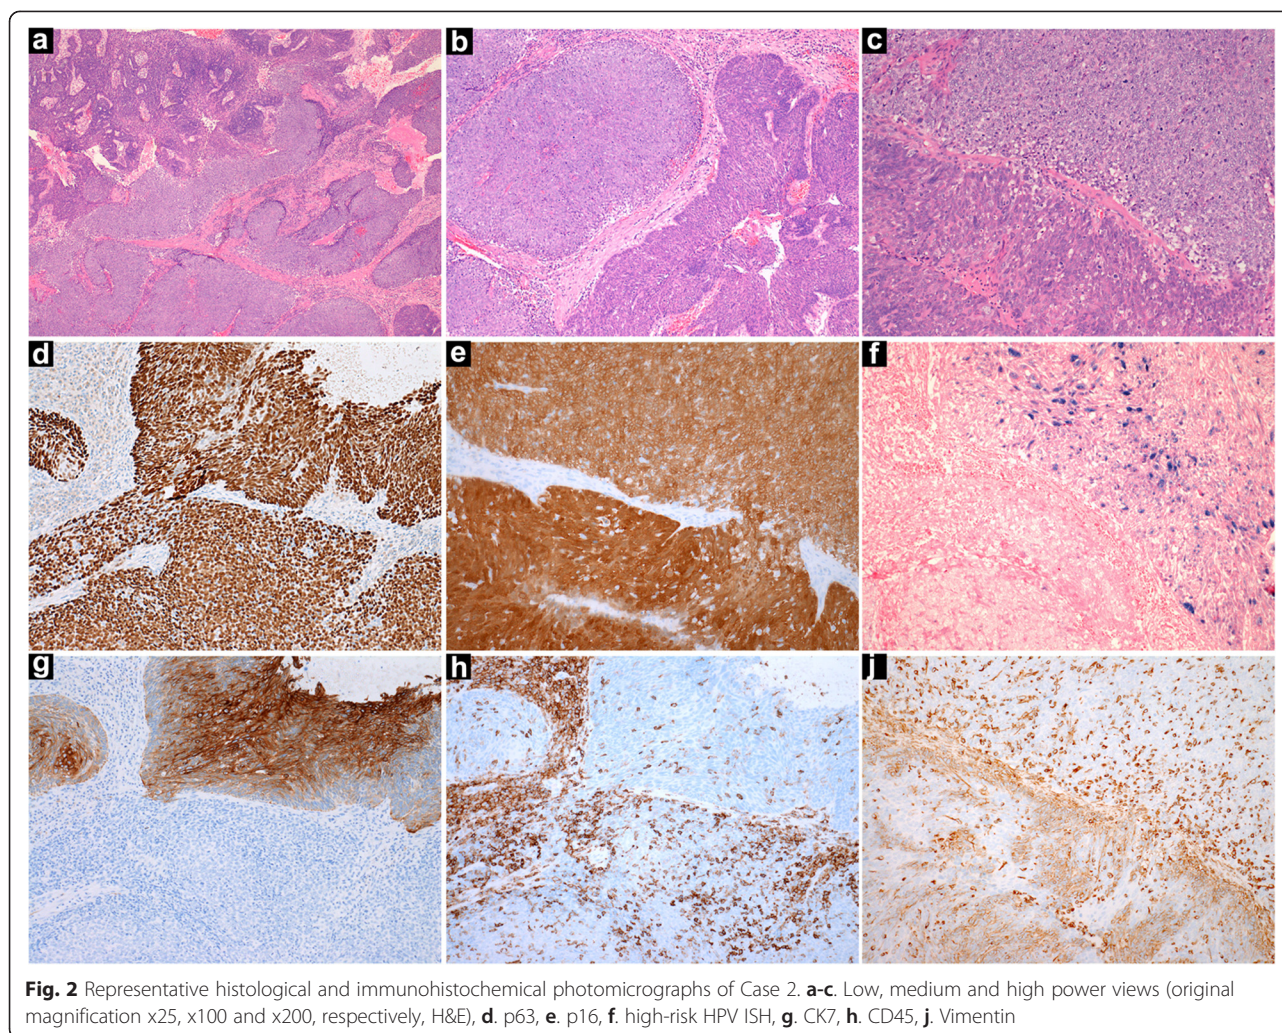 a
b
c
d
e
f
g
h
j
Fig. 2 Representative histological and immunohistochemical photomicrographs of Case 2. a-c. Low, medium and high power views (original
magnification x25, x100 and x200, respectively, H&E), d. p63, e. p16, f. high-risk HPV ISH, g. CK7, h. CD45, j. Vimentin